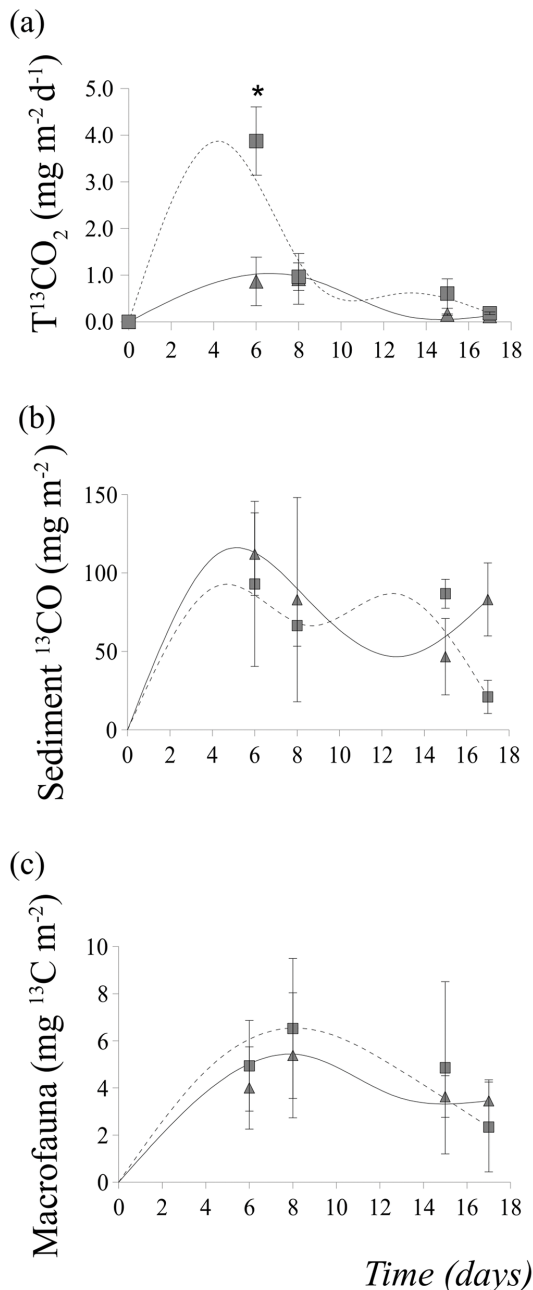 (a)
T¹³CO₂ (mg m⁻² d⁻¹)
5.0
*
4.0
3.0
2.0
1.0
0.0
0 2 4 6 8 10 12 14 16 18
(b)
Sediment ¹³CO (mg m⁻²)
150
100
50
0
0 2 4 6 8 10 12 14 16 18
(c)
Macrofauna (mg ¹³C m⁻²)
10
8
6
4
2
0
0 2 4 6 8 10 12 14 16 18
Time (days)